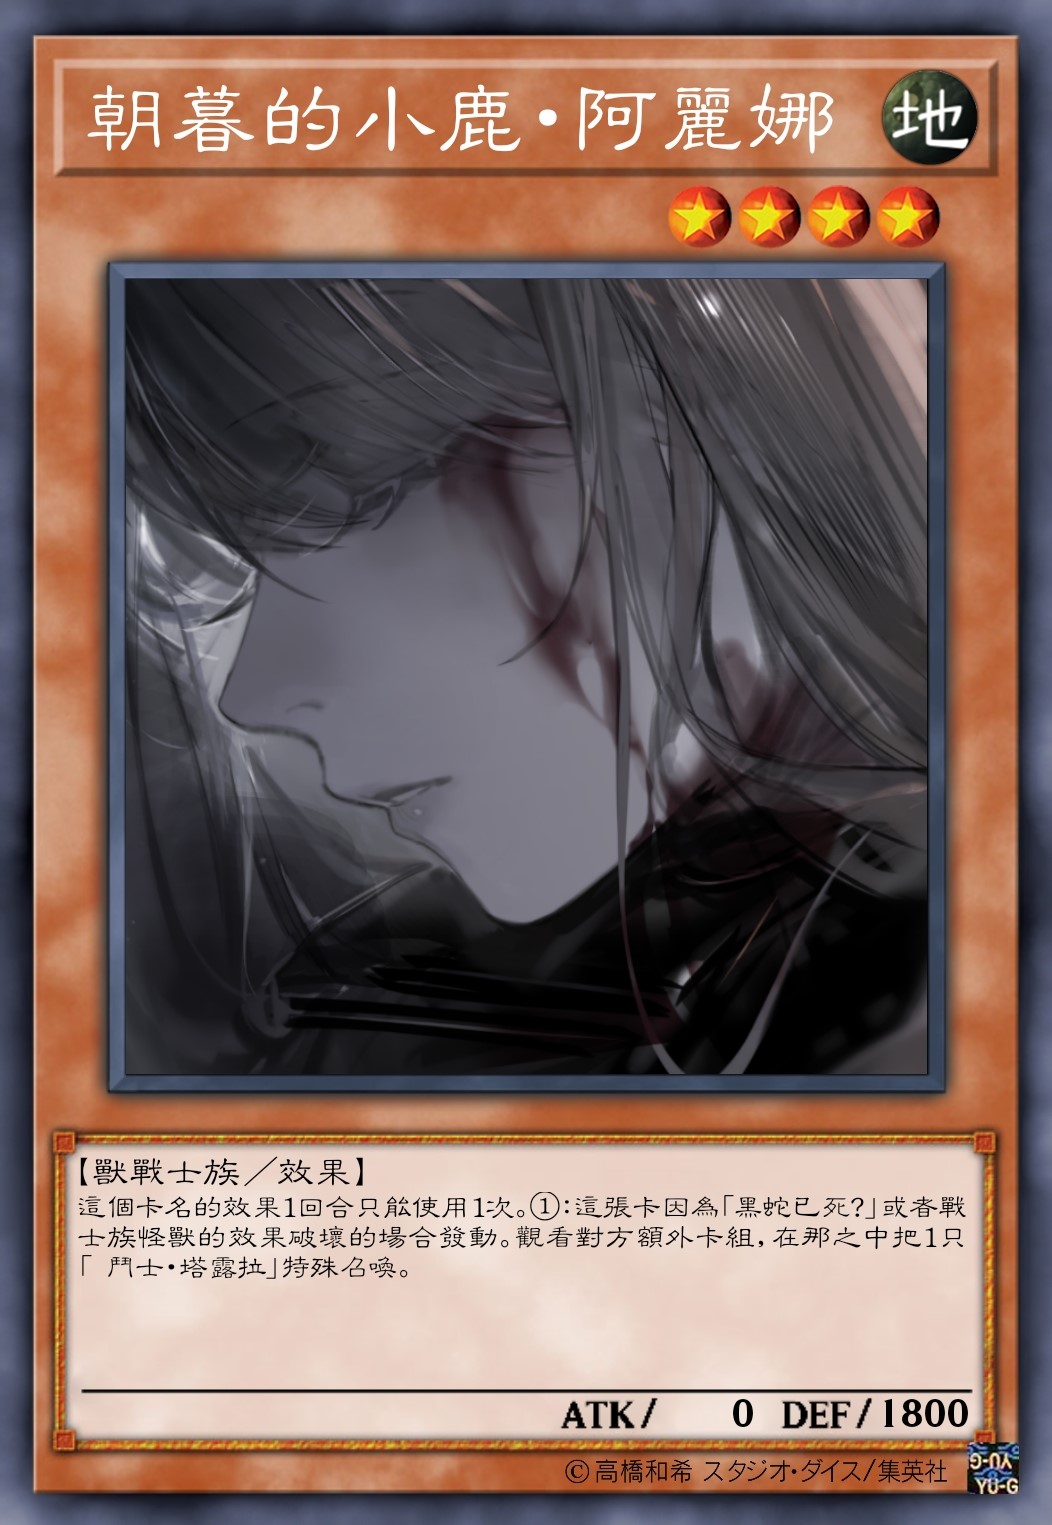 朝暮的小鹿·阿麗娜
地
【獸戰士族／效果】
這個卡名的效果1回合只能使用1次。①：這張卡因為「黑蛇已死?」或者戰
士族怪獸的效果破壞的場合發動。觀看對方額外卡組，在那之中把1只
「 鬥士·塔露拉」特殊召喚。
ATK/ 0 DEF/1800
©高橋和希 スタジオ・ダイス/集英社
YU-G
YU-G